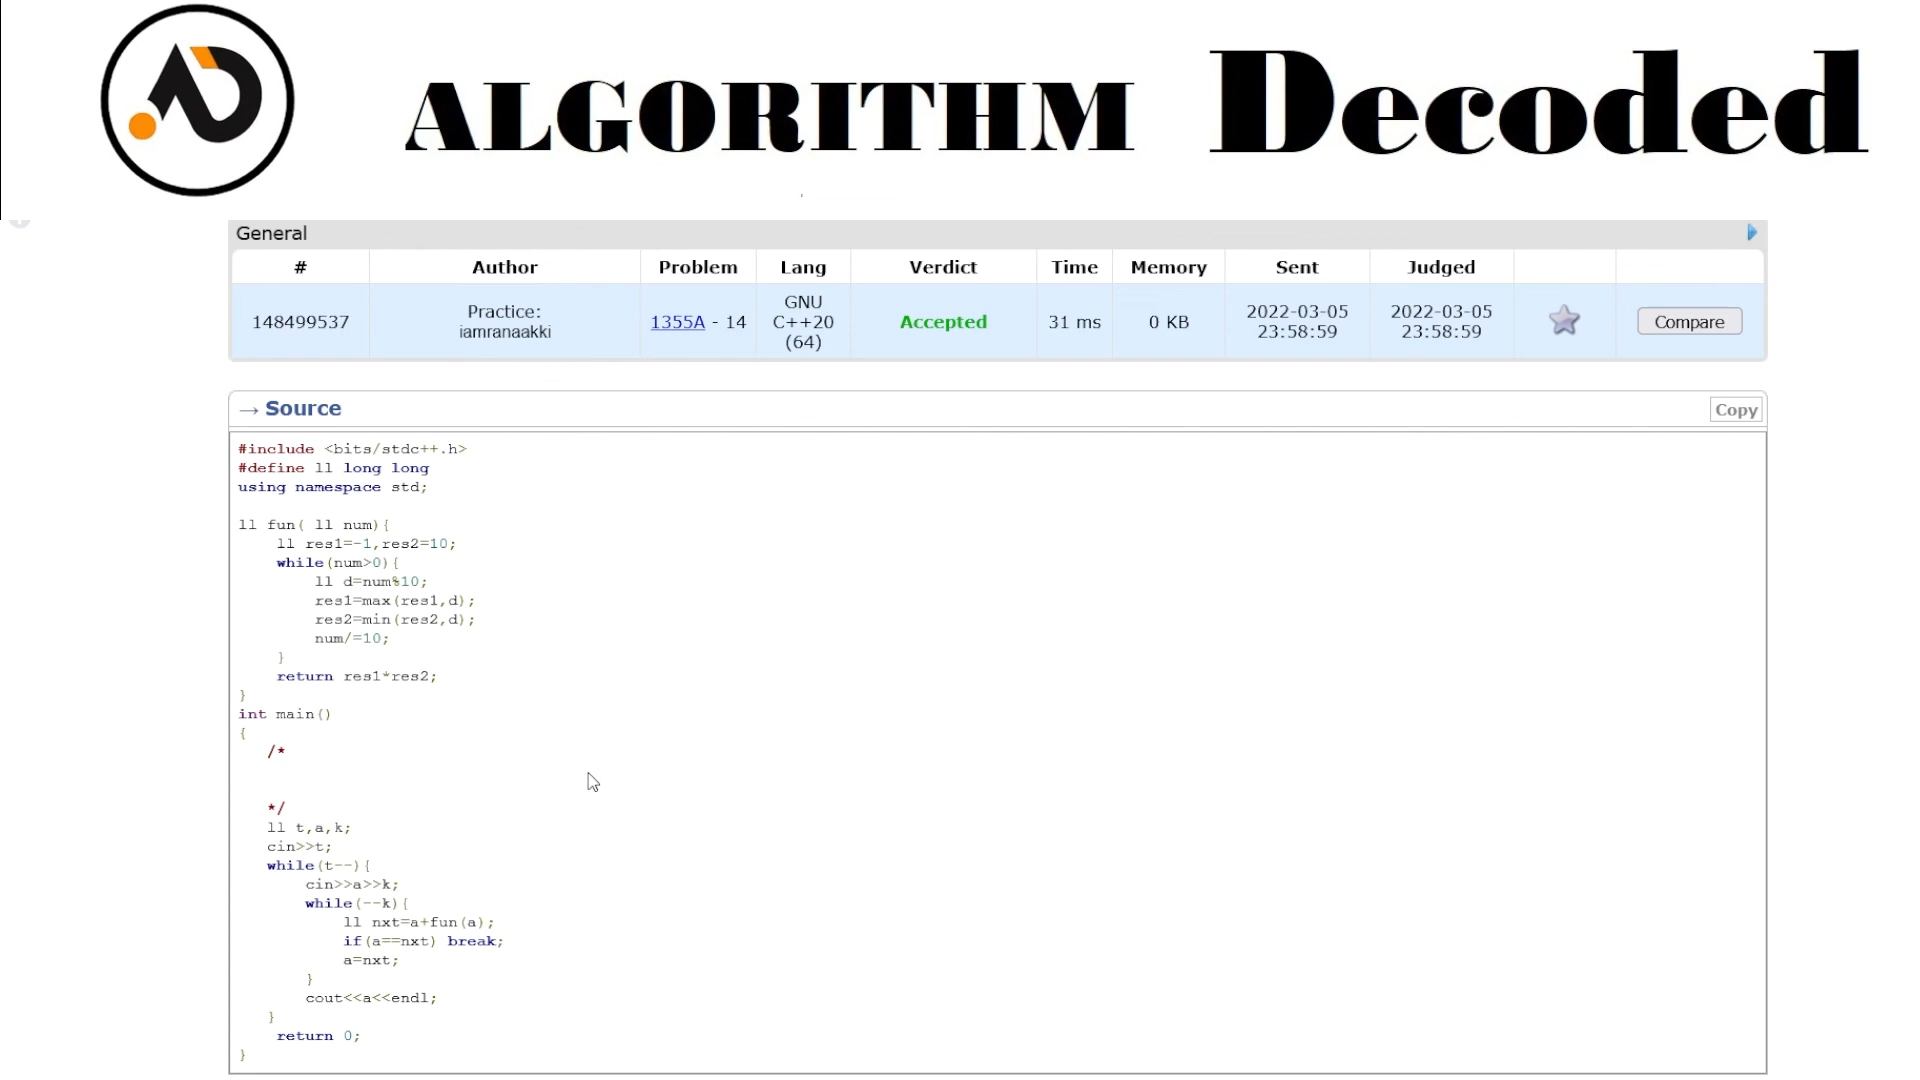 ALGORITHM Decoded
General
# Author Problem Lang Verdict Time Memory Sent Judged
148499537 Practice: iamranaakki 1355A - 14 GNU C++20 (64) Accepted 31 ms 0 KB 2022-03-05 23:58:59 2022-03-05 23:58:59 Compare
→ Source Copy
#include <bits/stdc++.h>
#define ll long long
using namespace std;
ll fun( ll num){
    ll res1=-1,res2=10;
    while(num>0){
        ll d=num%10;
        res1=max(res1,d);
        res2=min(res2,d);
        num/=10;
    }
    return res1*res2;
}
int main()
{
   /*
   */
   ll t,a,k;
   cin>>t;
   while(t--){
       cin>>a>>k;
       while(--k){
           ll nxt=a+fun(a);
           if(a==nxt) break;
           a=nxt;
       }
       cout<<a<<endl;
   }
    return 0;
}